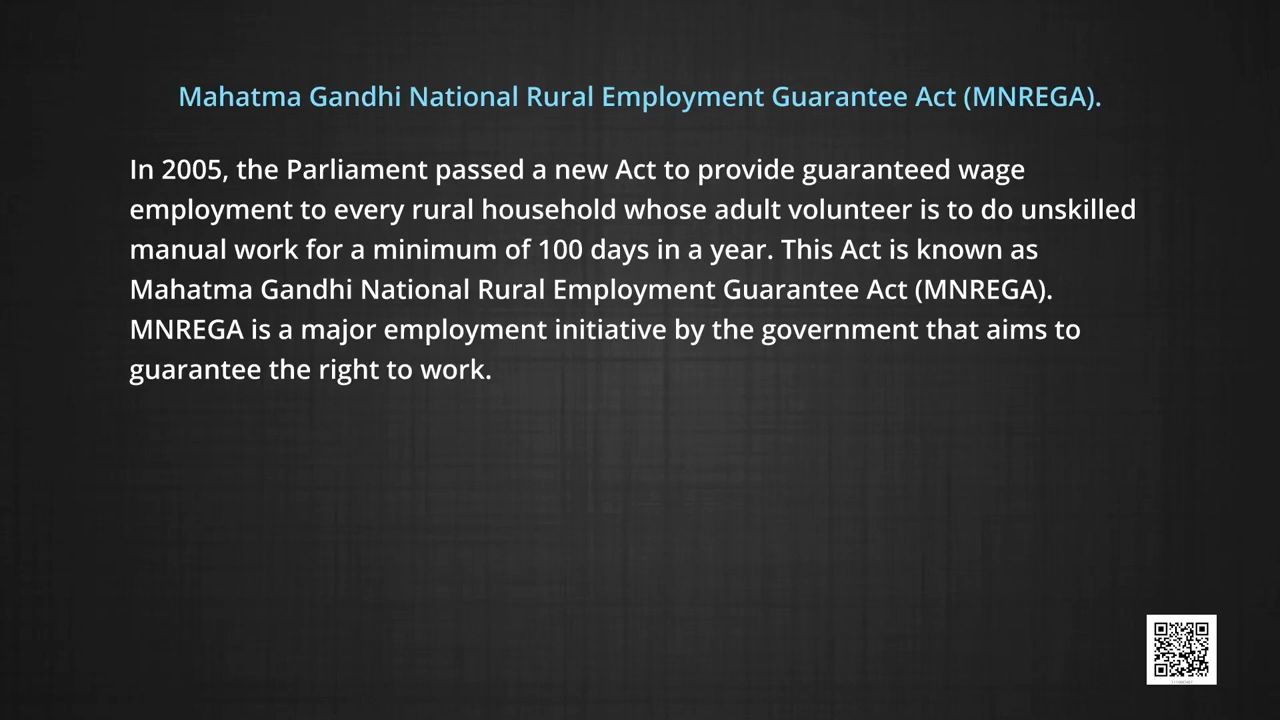 Mahatma Gandhi National Rural Employment Guarantee Act (MNREGA).
In 2005, the Parliament passed a new Act to provide guaranteed wage
employment to every rural household whose adult volunteer is to do unskilled
manual work for a minimum of 100 days in a year. This Act is known as
Mahatma Gandhi National Rural Employment Guarantee Act (MNREGA).
MNREGA is a major employment initiative by the government that aims to
guarantee the right to work.